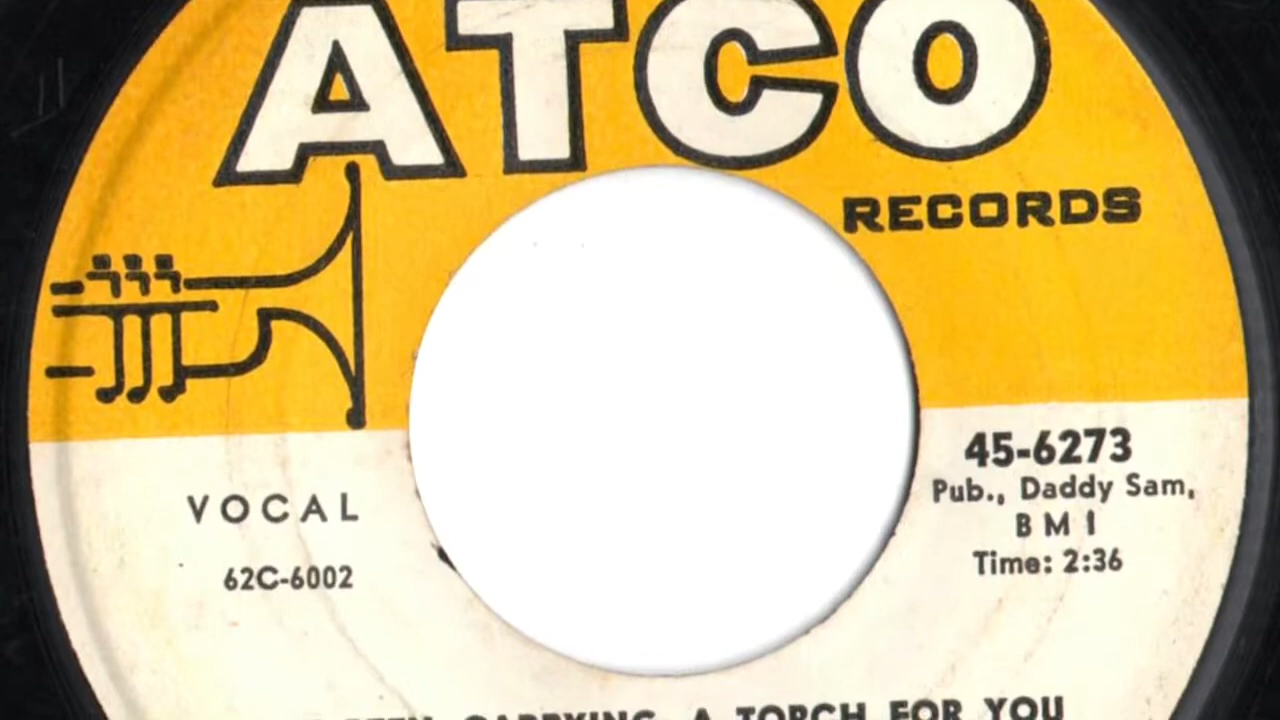 ATCO
RECORDS
45-6273
Pub., Daddy Sam,
B M I
Time: 2:36
VOCAL
62C-6002
CARRYING A TORCH FOR YOU